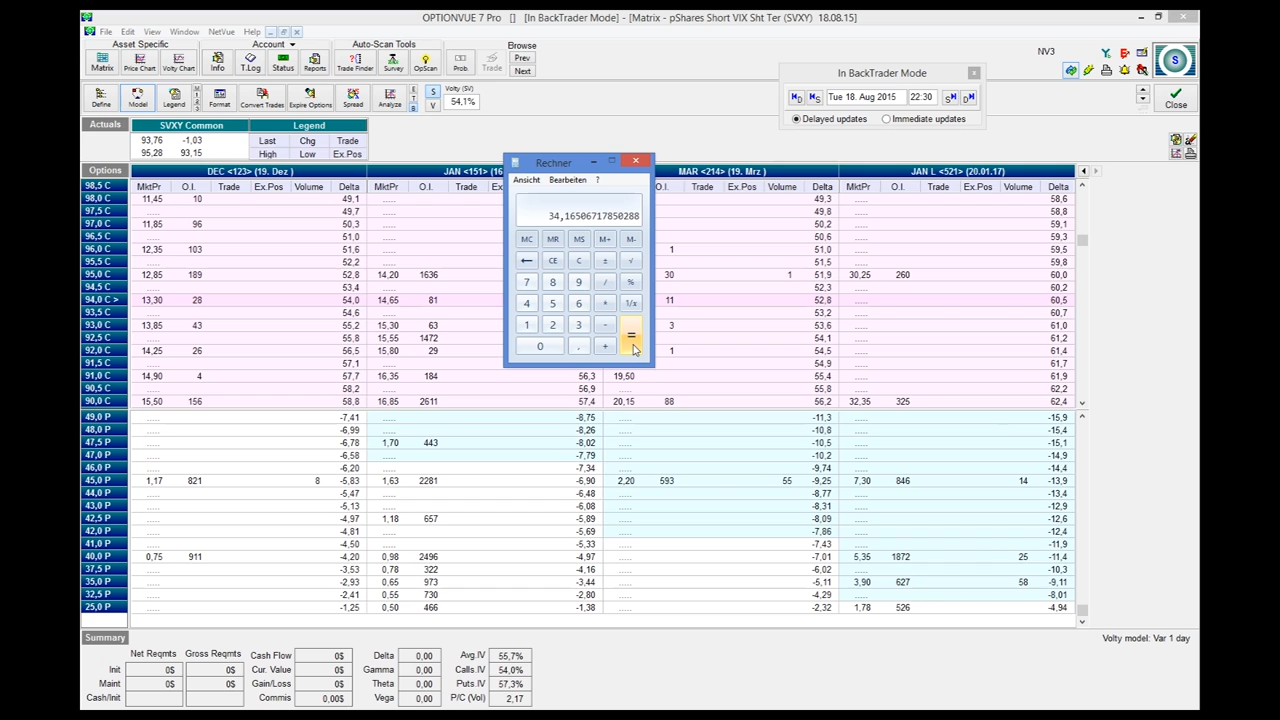 OPTIONVUE 7 Pro [] [In BackTrader Mode] - [Matrix - pShares Short VIX Sht Ter (SVXY) 18.08.15]
File Edit View Account Window NetVue Help
Asset Specific Account Auto-Scan Tools Browse
Matrix Price Chart Volty Chart Info T.Log Status Reports Trade Finder Survey OpScan Prob. Trade Prev
Next
NV3
In BackTrader Mode
Tue 18. Aug 2015 22:30
Delayed updates Immediate updates
Define Model Legend Format Convert Trades Expire Options Spread Analyze
Volty (SV)
S V 54,1%
Close
Actuals SVXY Common Legend
93,76 -1,03 Last Chg Trade
95,28 93,15 High Low Ex.Pos
Options DEC <123> (19. Dez ) JAN <151> (16 MAR <214> (19. Mrz ) JAN L <521> (20.01.17)
98,5 C MktPr O.I. Trade Ex.Pos Volume Delta MktPr O.I. Trade O.I. Trade Ex.Pos Volume Delta MktPr O.I. Trade Ex.Pos Volume Delta
98,0 C 11,45 10 49,1 ..... 49,3 ..... 58,6
97,5 C ..... 49,7 ..... 50,2 ..... 58,8
97,0 C 11,85 96 50,3 ..... 50,6 ..... 59,1
96,5 C ..... 51,0 ..... 51,0 ..... 59,3
96,0 C 12,35 103 51,6 ..... 1 51,0 ..... 59,5
95,5 C ..... 52,2 ..... 51,5 ..... 59,8
95,0 C 12,85 189 52,8 14,20 1636 30 1 51,9 30,25 260 60,0
94,5 C ..... 53,4 ..... 52,3 ..... 60,2
94,0 C > 13,30 28 54,0 14,65 81 11 52,8 ..... 60,5
93,5 C ..... 54,6 ..... 53,2 ..... 60,7
93,0 C 13,85 43 55,2 15,30 63 3 53,6 ..... 61,0
92,5 C ..... 55,8 15,55 1472 54,1 ..... 61,2
92,0 C 14,25 26 56,5 15,80 29 1 54,5 ..... 61,4
91,5 C ..... 57,1 ..... 54,9 ..... 61,7
91,0 C 14,90 4 57,7 16,35 184 56,3 19,50 55,4 ..... 61,9
90,5 C ..... 58,2 ..... 56,9 ..... 55,8 ..... 62,2
90,0 C 15,50 156 58,8 16,85 2611 57,4 20,15 88 56,2 32,35 325 62,4
49,0 P ..... -7,41 ..... -8,75 ..... -11,3 ..... -15,9
48,0 P ..... -6,99 ..... -8,26 ..... -10,8 ..... -15,4
47,5 P ..... -6,78 1,70 443 -8,02 ..... -10,5 ..... -15,1
47,0 P ..... -6,58 ..... -7,79 ..... -10,2 ..... -14,9
46,0 P ..... -6,20 ..... -7,34 ..... -9,74 ..... -14,4
45,0 P 1,17 821 8 -5,83 1,63 2281 -6,90 2,20 593 55 -9,25 7,30 846 14 -13,9
44,0 P ..... -5,47 ..... -6,48 ..... -8,77 ..... -13,4
43,0 P ..... -5,13 ..... -6,08 ..... -8,31 ..... -12,9
42,5 P ..... -4,97 1,18 657 -5,89 ..... -8,09 ..... -12,6
42,0 P ..... -4,81 ..... -5,69 ..... -7,86 ..... -12,4
41,0 P ..... -4,50 ..... -5,33 ..... -7,43 ..... -11,9
40,0 P 0,75 911 -4,20 0,98 2496 -4,97 ..... -7,01 5,35 1872 25 -11,4
37,5 P ..... -3,53 0,78 322 -4,16 ..... -6,02 ..... -10,3
35,0 P ..... -2,93 0,65 973 -3,44 ..... -5,11 3,90 627 58 -9,11
32,5 P ..... -2,41 0,55 730 -2,80 ..... -4,29 ..... -8,01
25,0 P ..... -1,25 0,50 466 -1,38 ..... -2,32 1,78 526 -4,94
Rechner
Ansicht Bearbeiten ?
34,16506717850288
MC MR MS M+ M-
← CE C ± √
7 8 9 / %
4 5 6 * 1/x
1 2 3 - =
0 , +
Summary Volty model: Var 1 day
Net Reqmts Gross Reqmts Cash Flow 0$ Delta 0,00 Avg.IV 55,7%
Init 0$ 0$ Cur. Value 0$ Gamma 0,00 Calls.IV 54,0%
Maint 0$ 0$ Gain/Loss 0$ Theta 0,00 Puts.IV 57,3%
Cash/Init Commis 0,00$ Vega 0,00 P/C (Vol) 2,17